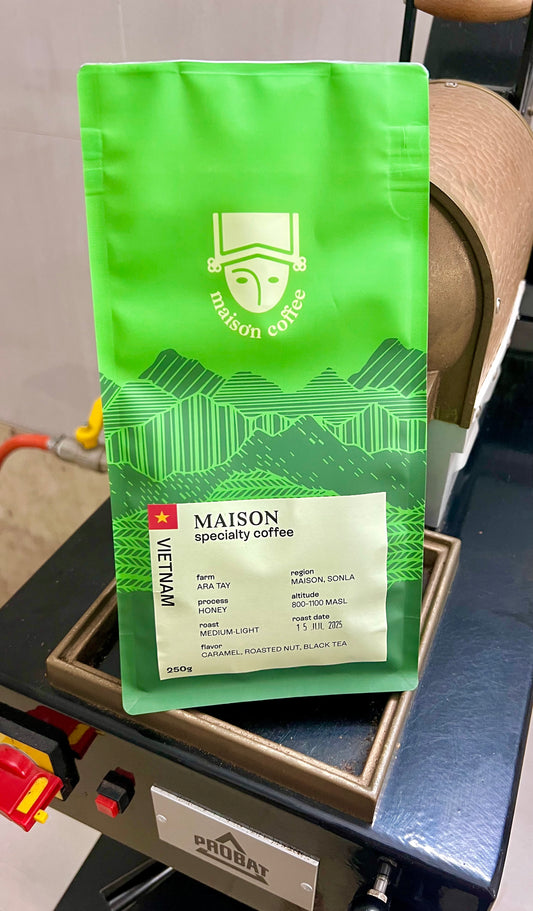 maison coffee
MAISON
specialty coffee
VIETNAM
farm
ARA TAY
region
MAISON, SONLA
process
HONEY
altitude
800-1100 MASL
roast
MEDIUM-LIGHT
roast date
15 JUL 2025
flavor
CARAMEL, ROASTED NUT, BLACK TEA
250g
PROBAT